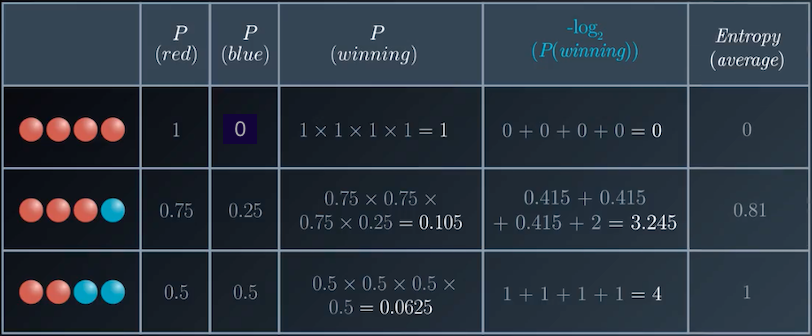 P
(red)
P
(blue)
P
(winning)
-log₂
(P(winning))
Entropy
(average)
1
0
1 × 1 × 1 × 1 = 1
0 + 0 + 0 + 0 = 0
0
0.75
0.25
0.75 × 0.75 ×
0.75 × 0.25 = 0.105
0.415 + 0.415
+ 0.415 + 2 = 3.245
0.81
0.5
0.5
0.5 × 0.5 × 0.5 ×
0.5 = 0.0625
1 + 1 + 1 + 1 = 4
1